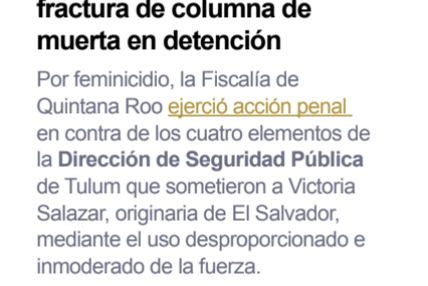 fractura de columna de
muerta en detención
Por feminicidio, la Fiscalía de
Quintana Roo ejerció acción penal
en contra de los cuatro elementos de
la Dirección de Seguridad Pública
de Tulum que sometieron a Victoria
Salazar, originaria de El Salvador,
mediante el uso desproporcionado e
inmoderado de la fuerza.